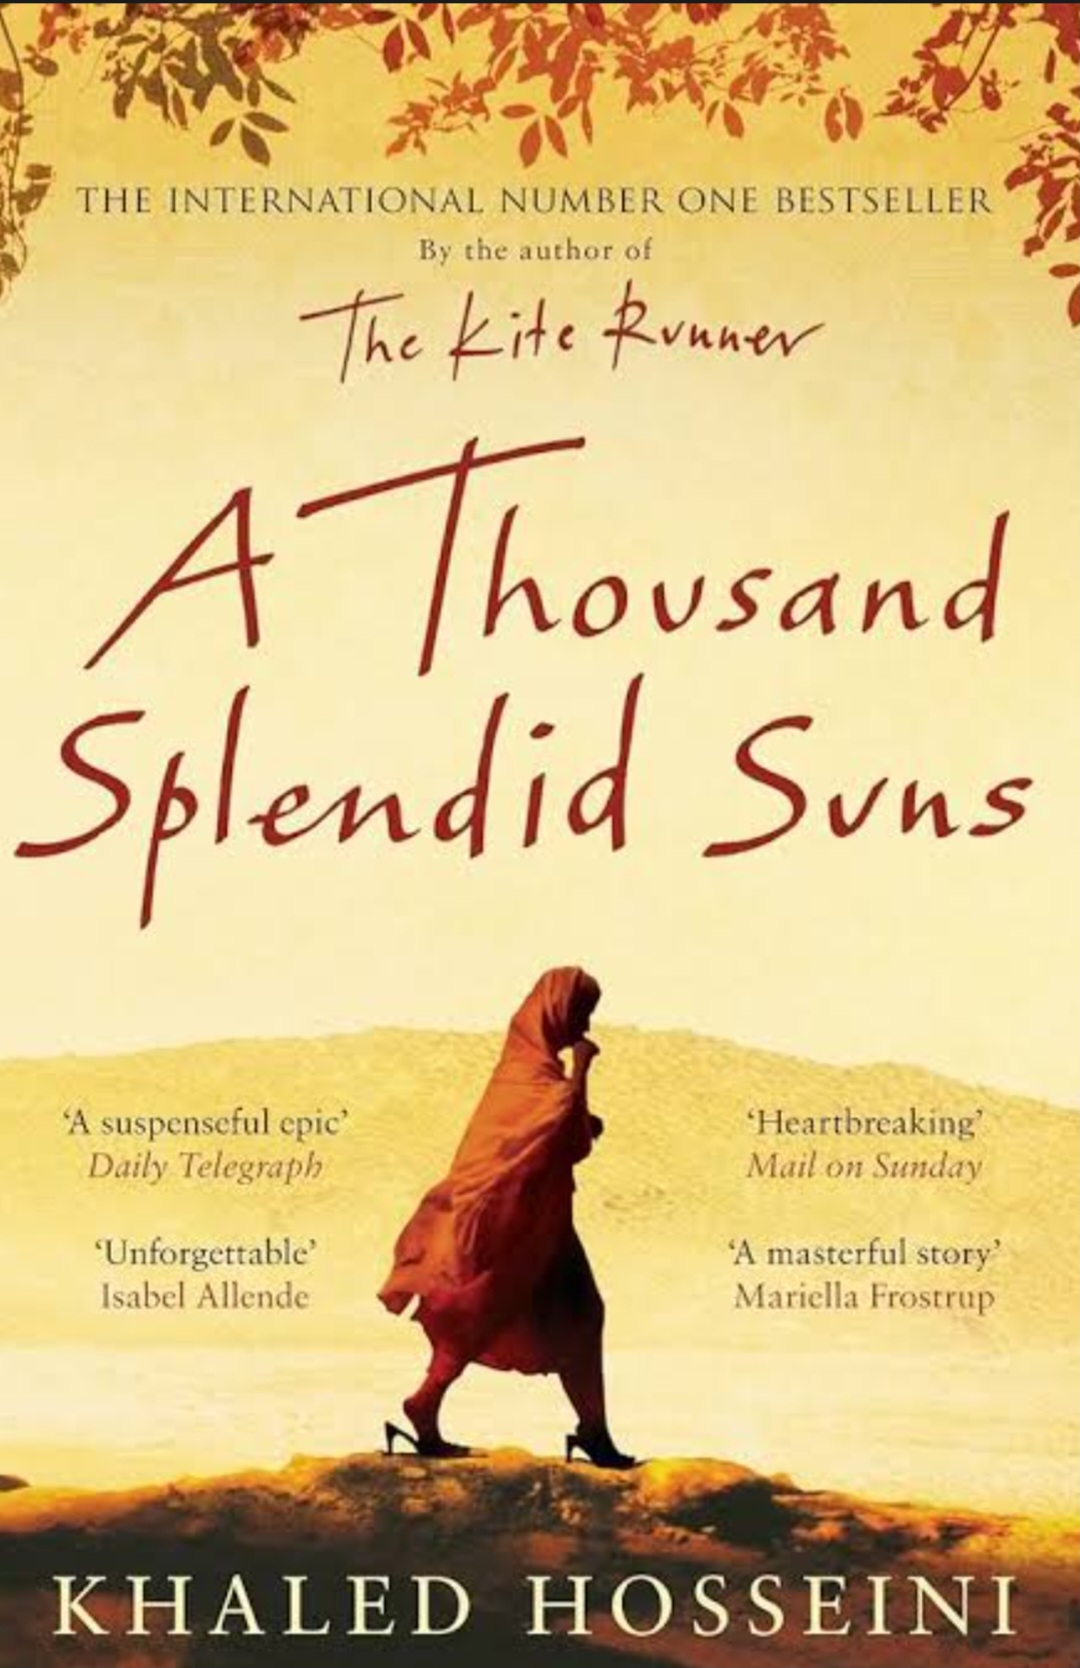 THE INTERNATIONAL NUMBER ONE BESTSELLER
By the author of
The Kite Runner
A Thousand
Splendid Suns
‘A suspenseful epic’
Daily Telegraph
‘Unforgettable’
Isabel Allende
‘Heartbreaking’
Mail on Sunday
‘A masterful story’
Mariella Frostrup
KHALED HOSSEINI